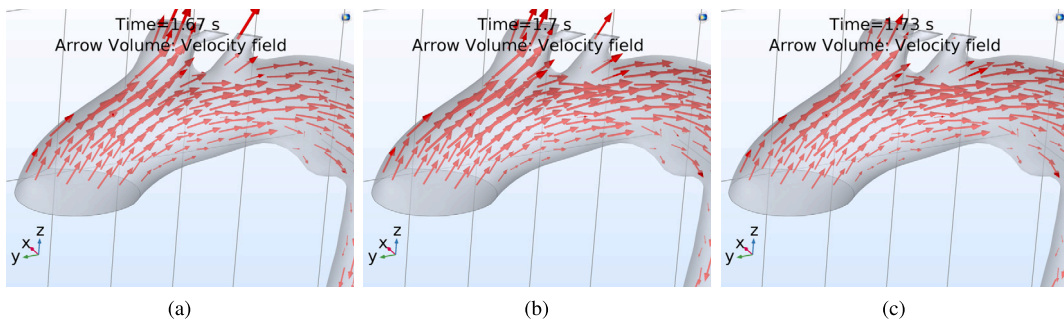 Time=1.67 s
Arrow Volume: Velocity field
z
x
y
(a)
Time=1.7 s
Arrow Volume: Velocity field
z
x
y
(b)
Time=1.73 s
Arrow Volume: Velocity field
z
x
y
(c)